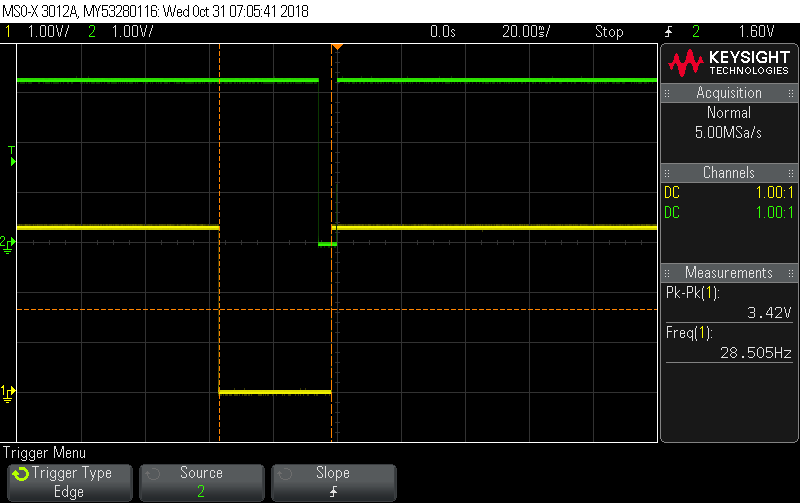 MSO-X 3012A, MY53280116: Wed Oct 31 07:05:41 2018
1 1.00V/ 2 1.00V/ 0.0s 20.00ms/ Stop 2 1.60V
KEYSIGHT
TECHNOLOGIES
Acquisition
Normal
5.00MSa/s
Channels
DC 1.00:1
DC 1.00:1
Measurements
Pk-Pk(1):
3.42V
Freq(1):
28.505Hz
T
2
1
Trigger Menu
Trigger Type
Edge
Source
2
Slope